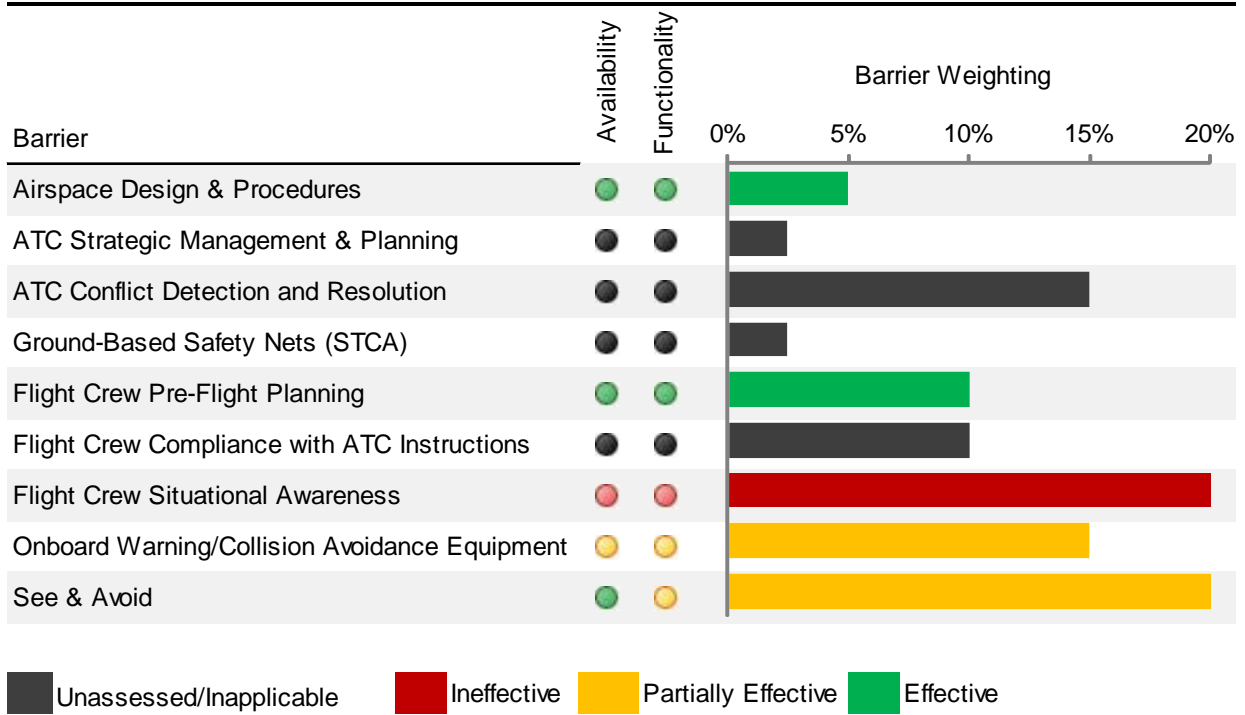 Availability
Functionality
Barrier Weighting
Barrier
0% 5% 10% 15% 20%
Airspace Design & Procedures
ATC Strategic Management & Planning
ATC Conflict Detection and Resolution
Ground-Based Safety Nets (STCA)
Flight Crew Pre-Flight Planning
Flight Crew Compliance with ATC Instructions
Flight Crew Situational Awareness
Onboard Warning/Collision Avoidance Equipment
See & Avoid
Unassessed/Inapplicable Ineffective Partially Effective Effective